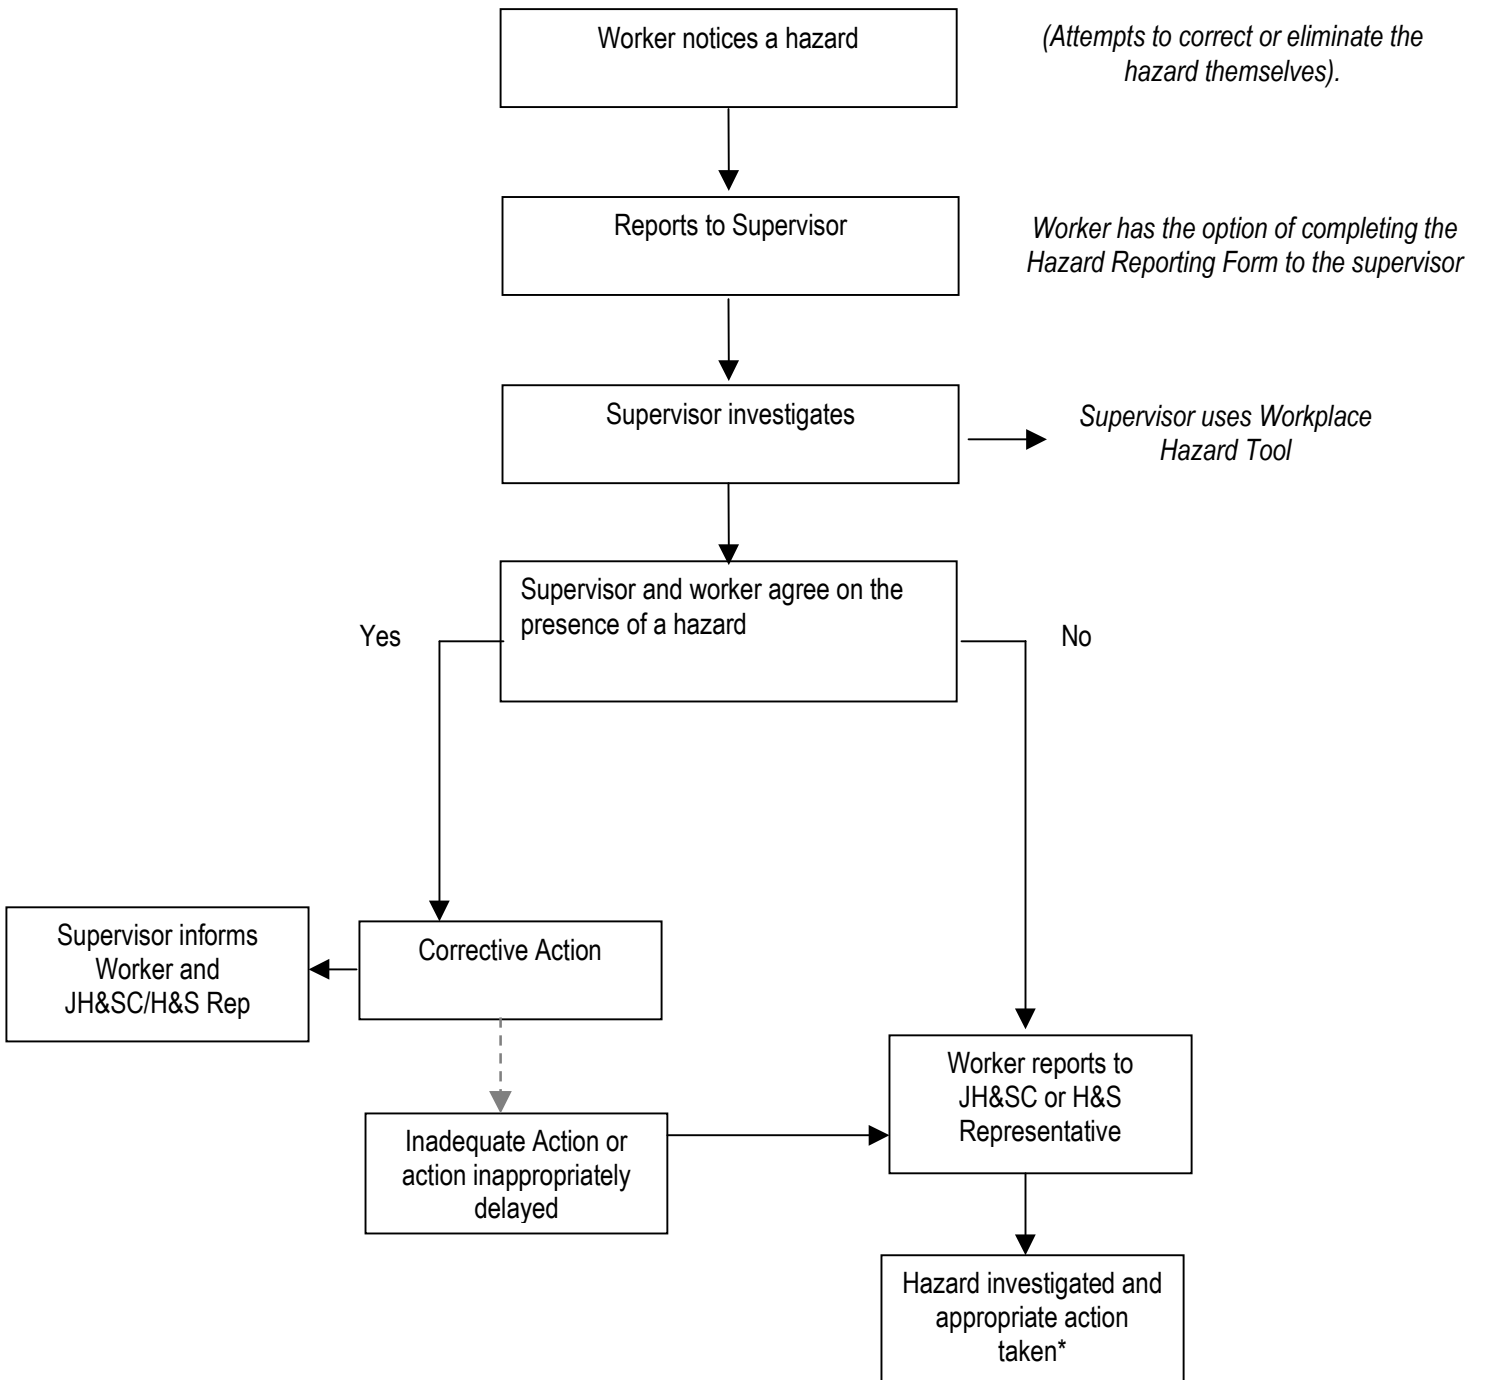 Worker notices a hazard
(Attempts to correct or eliminate the
hazard themselves).
Reports to Supervisor
Worker has the option of completing the
Hazard Reporting Form to the supervisor
Supervisor investigates
Supervisor uses Workplace
Hazard Tool
Supervisor and worker agree on the
presence of a hazard
Yes
No
Supervisor informs
Worker and
JH&SC/H&S Rep
Corrective Action
Inadequate Action or
action inappropriately
delayed
Worker reports to
JH&SC or H&S
Representative
Hazard investigated and
appropriate action
taken*